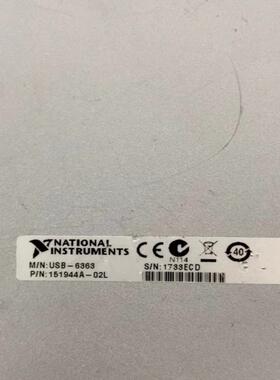 NATIONAL
INSTRUMENTS
CE N114 40
M/N:USB-6363 S/N:1733ECD
P/N:151944A-02L